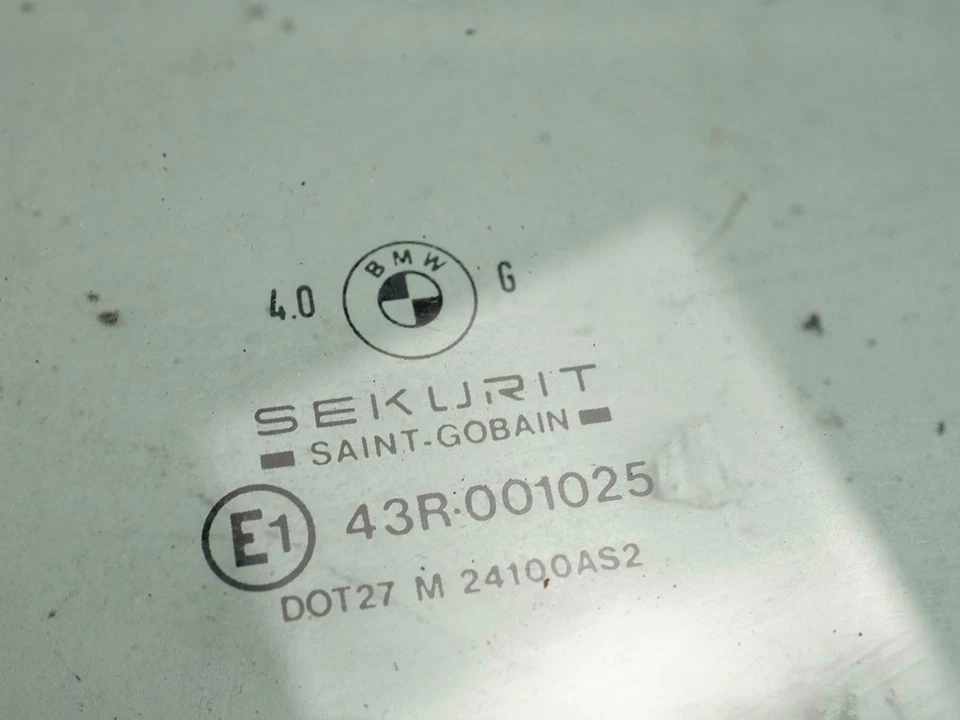 BMW
4.0 G
SEKURIT
SAINT-GOBAIN
E1 43R-001025
DOT27 M 24100AS2